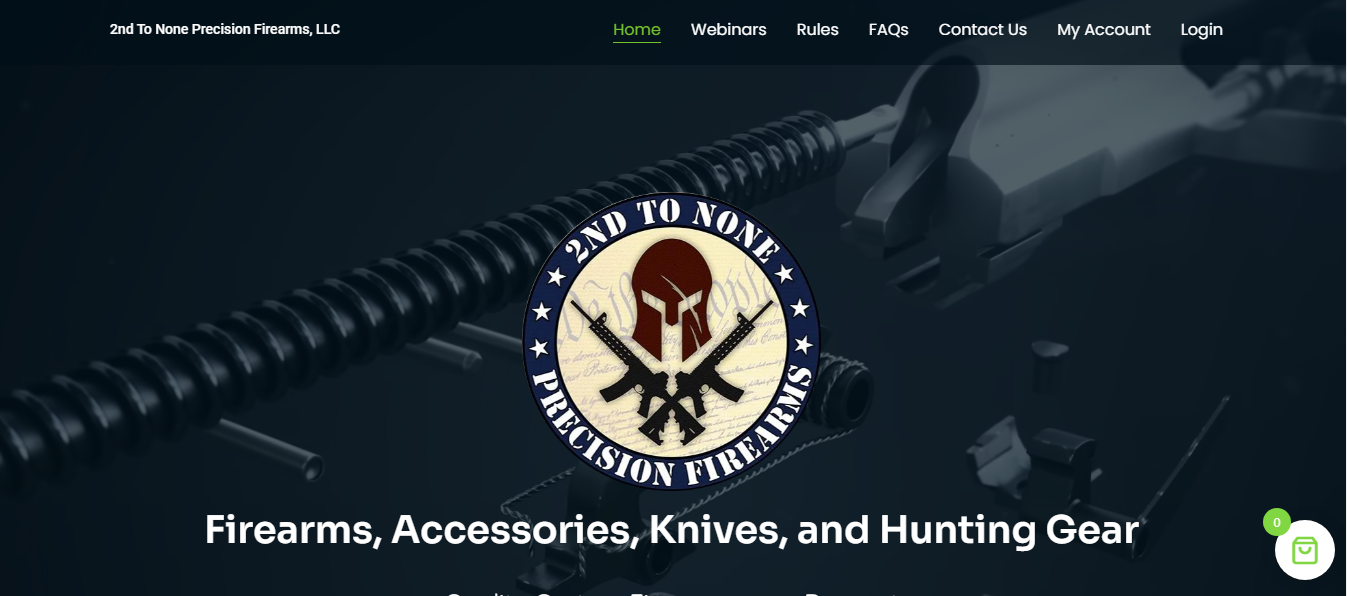 2nd To None Precision Firearms, LLC
Home Webinars Rules FAQs Contact Us My Account Login
2ND TO NONE
PRECISION FIREARMS
Firearms, Accessories, Knives, and Hunting Gear
0